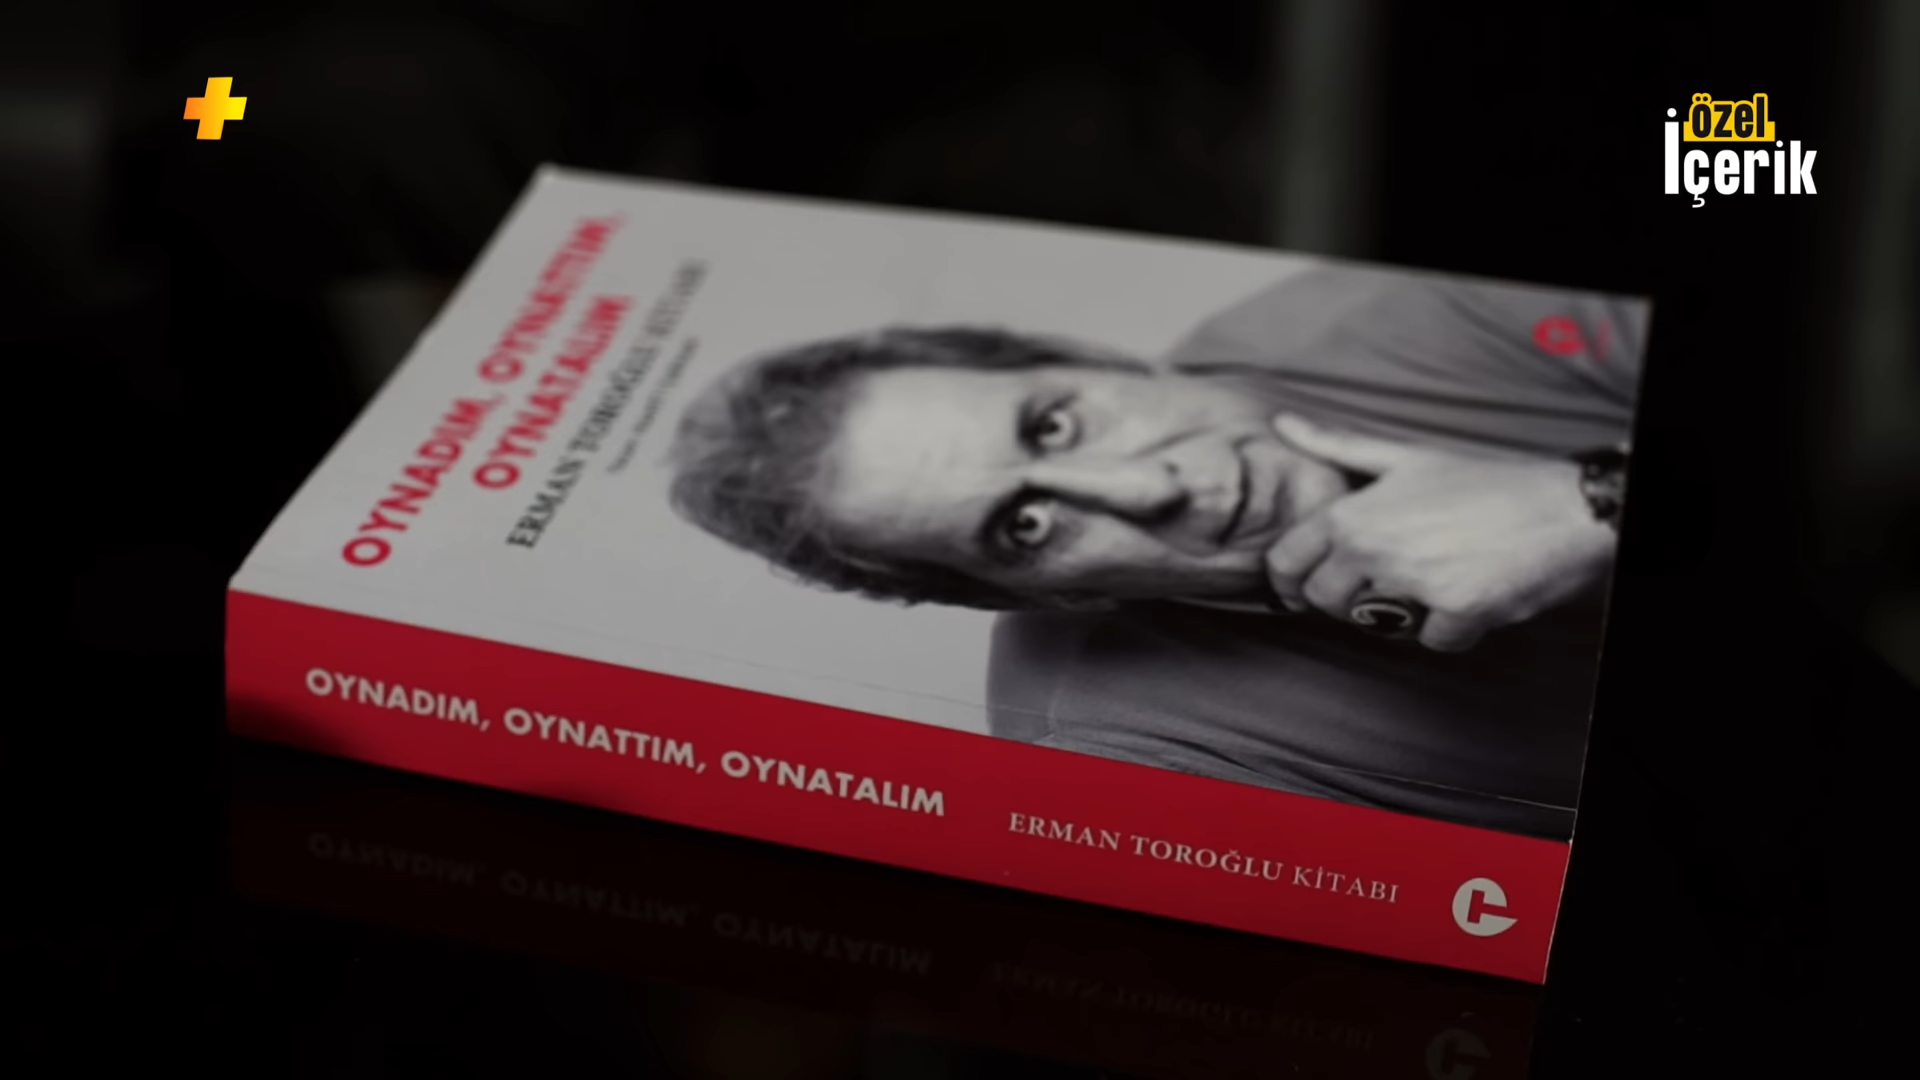 özel
İçerik
OYNADIM, OYNATTIM,
OYNATALIM
ERMAN TOROĞLU KİTABI
OYNADIM, OYNATTIM, OYNATALIM
ERMAN TOROĞLU KİTABI